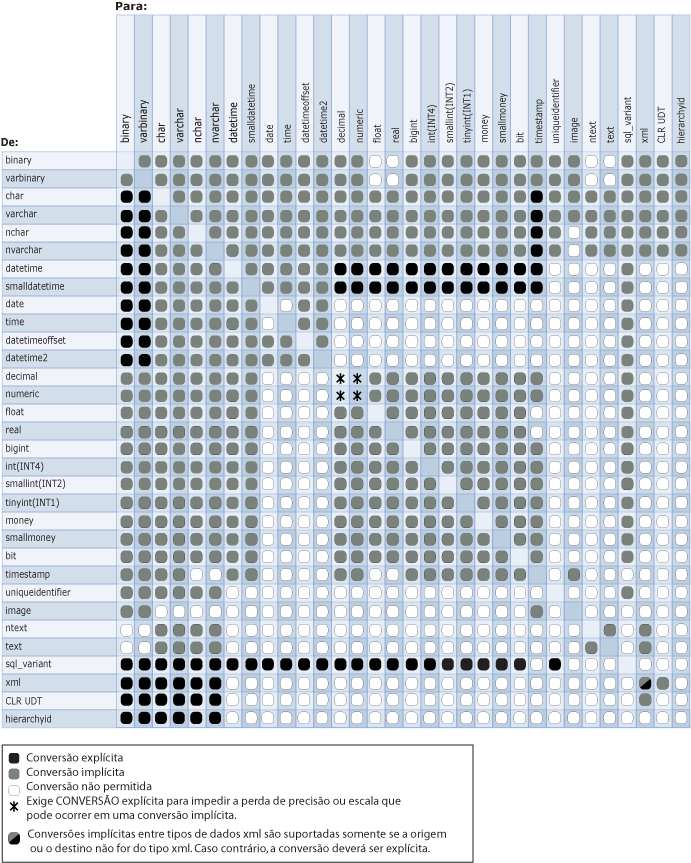 Para:
binary
varbinary
char
varchar
nchar
nvarchar
datetime
smalldatetime
date
time
datetimeoffset
datetime2
decimal
numeric
float
real
bigint
int(INT4)
smallint(INT2)
tinyint(INT1)
money
smallmoney
bit
timestamp
uniqueidentifier
image
ntext
text
sql_variant
xml
CLR UDT
hierarchyid
De:
binary
varbinary
char
varchar
nchar
nvarchar
datetime
smalldatetime
date
time
datetimeoffset
datetime2
decimal
numeric
float
real
bigint
int(INT4)
smallint(INT2)
tinyint(INT1)
money
smallmoney
bit
timestamp
uniqueidentifier
image
ntext
text
sql_variant
xml
CLR UDT
hierarchyid
Conversão explícita
Conversão implícita
Conversão não permitida
Exige CONVERSÃO explícita para impedir a perda de precisão ou escala que
pode ocorrer em uma conversão implícita.
Conversões implícitas entre tipos de dados xml são suportadas somente se a origem
ou o destino não for do tipo xml. Caso contrário, a conversão deverá ser explícita.